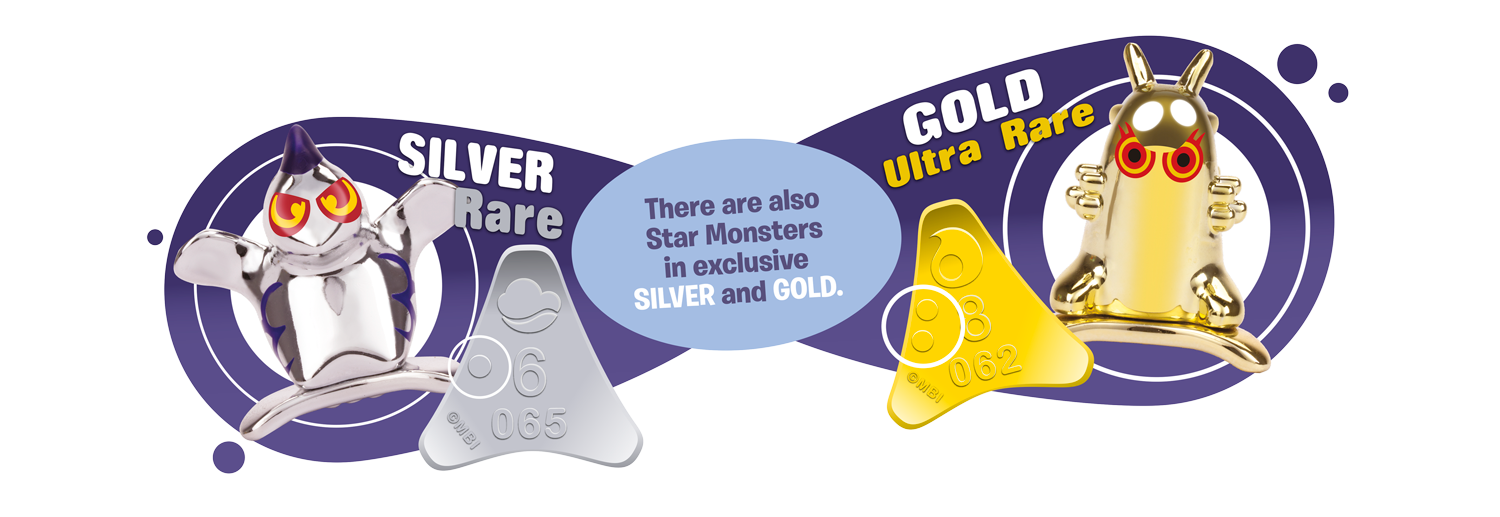 SILVER
Rare
6
065
©MBI
There are also
Star Monsters
in exclusive
SILVER and GOLD.
GOLD
Ultra Rare
8
062
©MBI